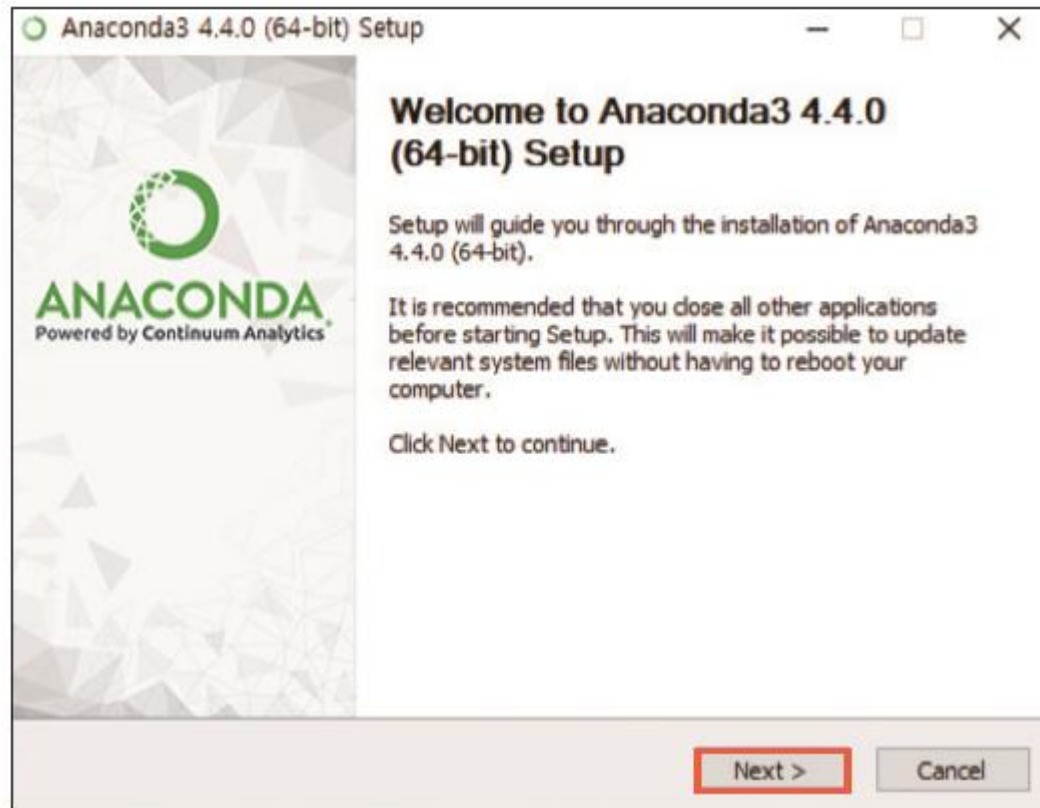 Anaconda3 4.4.0 (64-bit) Setup
Welcome to Anaconda3 4.4.0
(64-bit) Setup
Setup will guide you through the installation of Anaconda3
4.4.0 (64-bit).
It is recommended that you close all other applications
before starting Setup. This will make it possible to update
relevant system files without having to reboot your
computer.
Click Next to continue.
ANACONDA
Powered by Continuum Analytics
Next >
Cancel